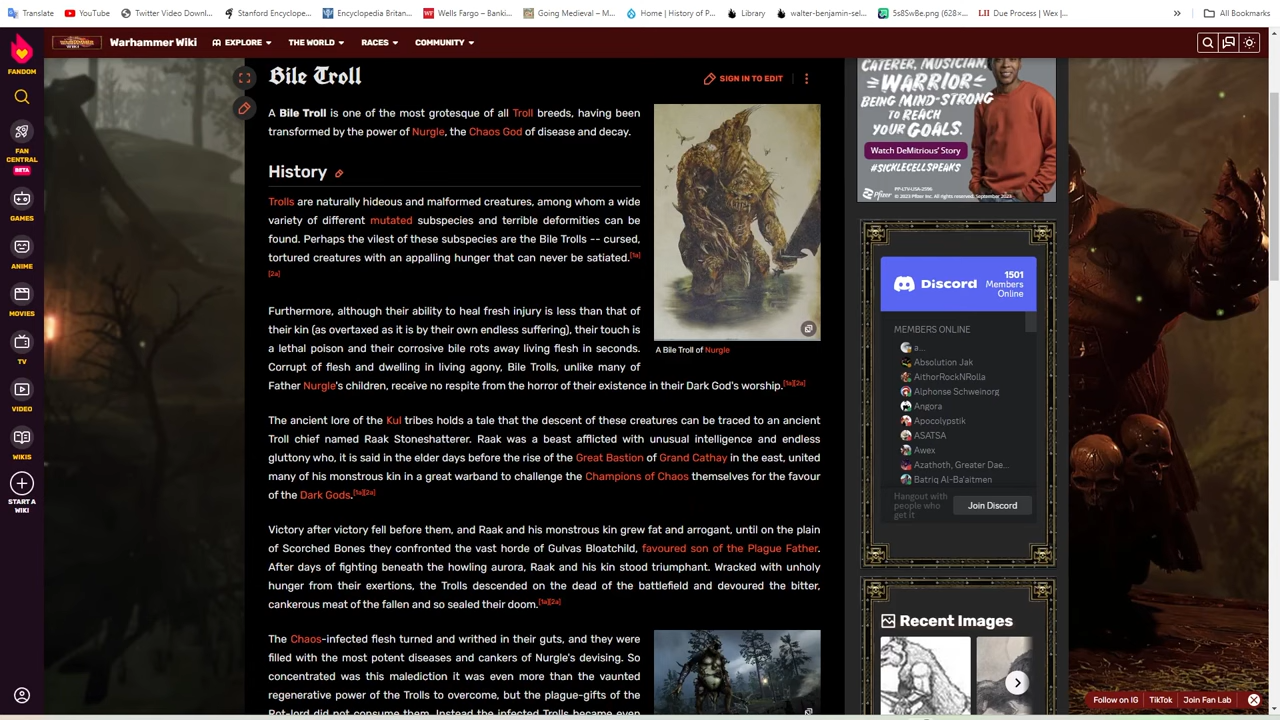 Translate
YouTube
Twitter Video Downl...
Stanford Encyclope...
Encyclopedia Britan...
Wells Fargo – Banki...
Going Medieval – M...
Home | History of P...
Library
walter-benjamin-sel...
5s8SwBe.png (628×...
LII Due Process | Wex |...
»
All Bookmarks
FANDOM
Warhammer Wiki
EXPLORE
THE WORLD
RACES
COMMUNITY
FAN
CENTRAL
BETA
GAMES
ANIME
MOVIES
TV
VIDEO
WIKIS
START A
WIKI
Bile Troll
SIGN IN TO EDIT
A Bile Troll is one of the most grotesque of all Troll breeds, having been
transformed by the power of Nurgle, the Chaos God of disease and decay.
History
Trolls are naturally hideous and malformed creatures, among whom a wide
variety of different mutated subspecies and terrible deformities can be
found. Perhaps the vilest of these subspecies are the Bile Trolls -- cursed,
tortured creatures with an appalling hunger that can never be satiated.[1a]
[2a]
Furthermore, although their ability to heal fresh injury is less than that of
their kin (as overtaxed as it is by their own endless suffering), their touch is
a lethal poison and their corrosive bile rots away living flesh in seconds.
Corrupt of flesh and dwelling in living agony, Bile Trolls, unlike many of
Father Nurgle's children, receive no respite from the horror of their existence in their Dark God's worship.[1a][2a]
A Bile Troll of Nurgle
The ancient lore of the Kul tribes holds a tale that the descent of these creatures can be traced to an ancient
Troll chief named Raak Stoneshatterer. Raak was a beast afflicted with unusual intelligence and endless
gluttony who, it is said in the elder days before the rise of the Great Bastion of Grand Cathay in the east, united
many of his monstrous kin in a great warband to challenge the Champions of Chaos themselves for the favour
of the Dark Gods.[1a][2a]
Victory after victory fell before them, and Raak and his monstrous kin grew fat and arrogant, until on the plain
of Scorched Bones they confronted the vast horde of Gulvas Bloatchild, favoured son of the Plague Father.
After days of fighting beneath the howling aurora, Raak and his kin stood triumphant. Wracked with unholy
hunger from their exertions, the Trolls descended on the dead of the battlefield and devoured the bitter,
cankerous meat of the fallen and so sealed their doom.[1a][2a]
The Chaos-infected flesh turned and writhed in their guts, and they were
filled with the most potent diseases and cankers of Nurgle's devising. So
concentrated was this malediction it was even more than the vaunted
regenerative power of the Trolls to overcome, but the plague-gifts of the
CATERER, MUSICIAN,
WARRIOR
BEING MIND-STRONG
TO REACH
YOUR GOALS.
Watch DeMitrious' Story
#SICKLECELLSPEAKS
Pfizer
Discord
1501
Members
Online
MEMBERS ONLINE
a...
Absolution Jak
AithorRockNRolla
Alphonse Schweinorg
Angora
Apocolypstik
ASATSA
Awex
Azathoth, Greater Dae...
Batriq Al-Ba'aitmen
Hangout with
people who
get it
Join Discord
Recent Images
Follow on IG
TikTok
Join Fan Lab